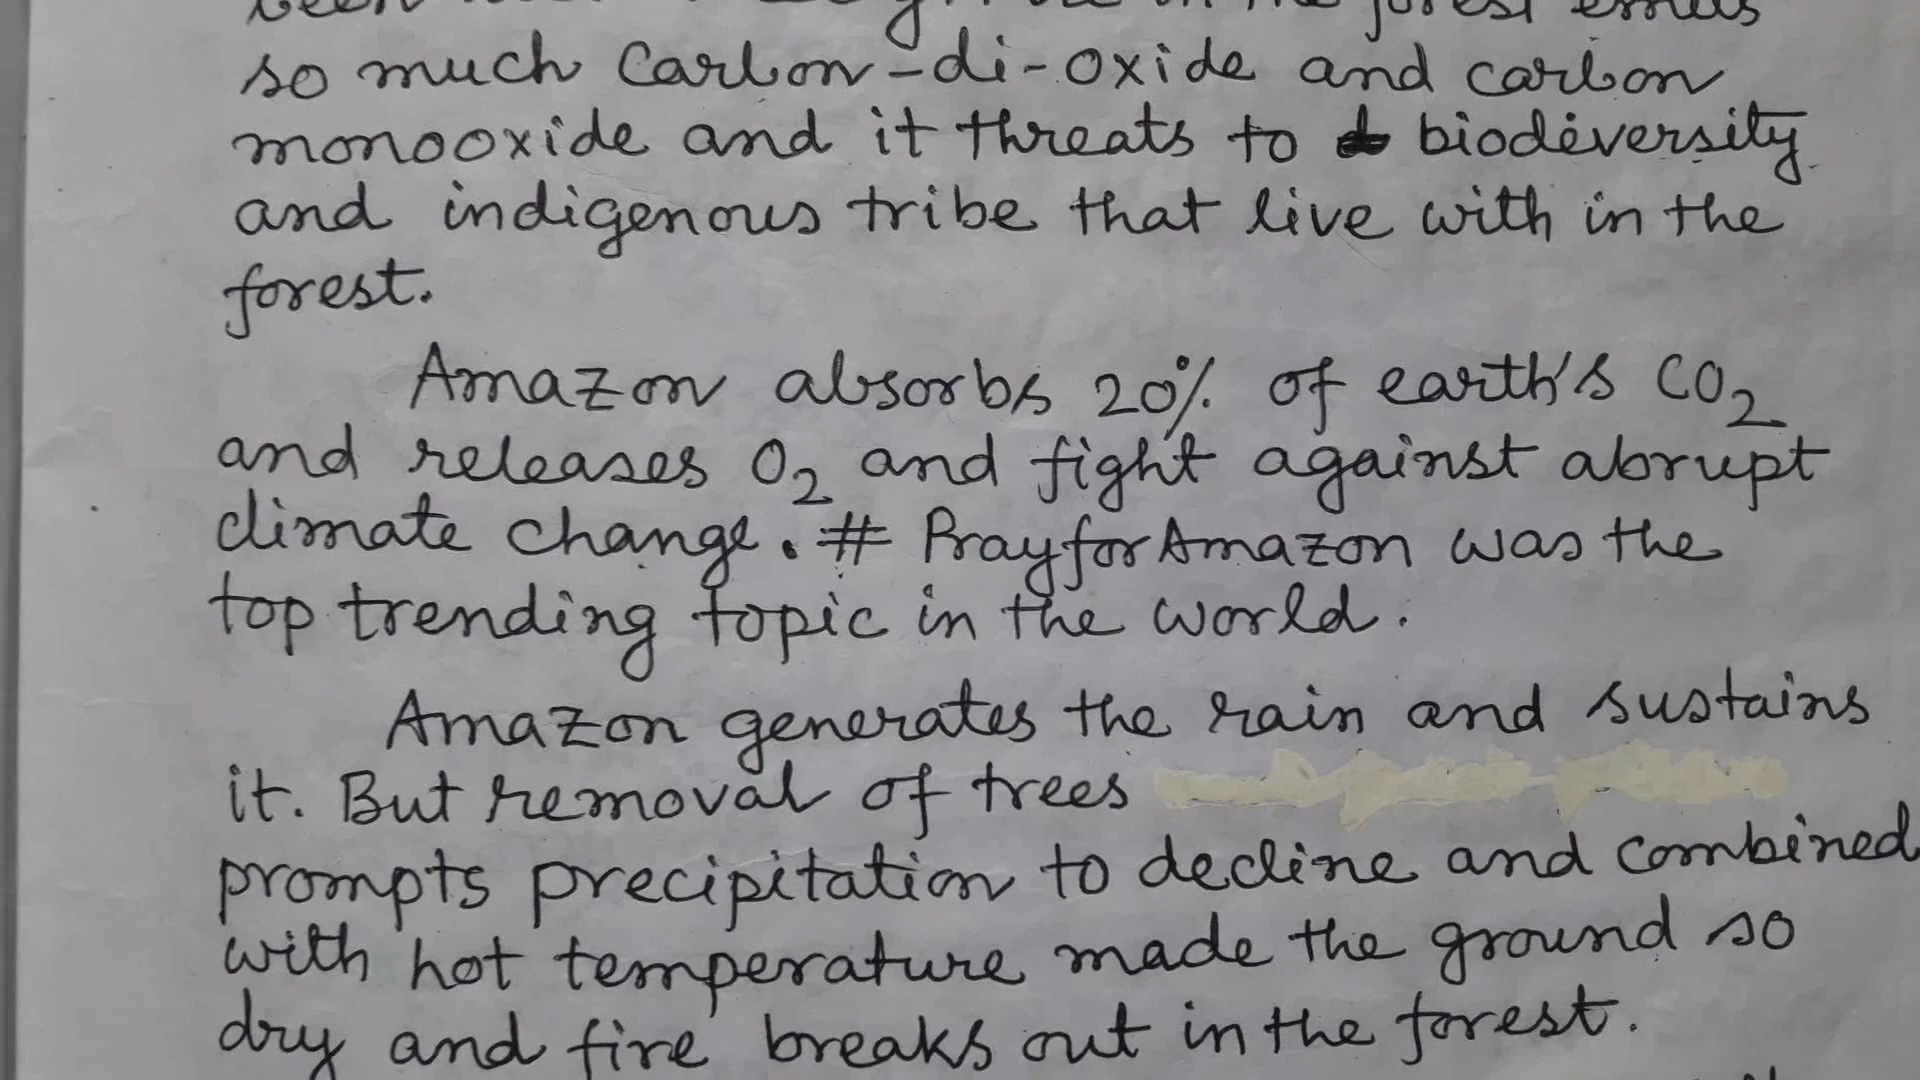 in the forest emits
so much Carbon-di-oxide and carbon
monooxide and it threats to biodiversity
and indigenous tribe that live with in the
forest.
Amazon absorbs 20% of earth's CO₂
and releases O₂ and fight against abrupt
climate change. # PrayforAmazon was the
top trending topic in the world.
Amazon generates the rain and sustains
it. But removal of trees
prompts precipitation to decline and combined
with hot temperature made the ground so
dry and fire breaks out in the forest.